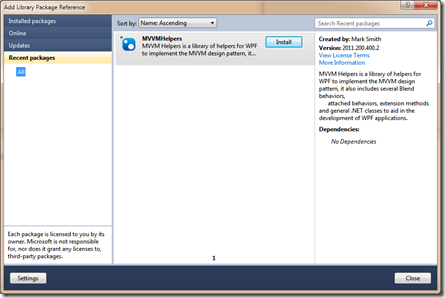 Add Library Package Reference
Installed packages
Online
Updates
Recent packages
All
Each package is licensed to you by its
owner. Microsoft is not responsible
for, nor does it grant any licenses to,
third-party packages.
Settings
Sort by: Name: Ascending
MVVMHelpers
MVVM Helpers is a library of helpers for WPF
to implement the MVVM design pattern, it...
Install
1
Search Recent packages
Created by: Mark Smith
Version: 2011.200.400.2
View License Terms
More Information
MVVM Helpers is a library of helpers for
WPF to implement the MVVM design
pattern, it also includes several Blend
behaviors,
attached behaviors, extension methods
and general .NET classes to aid in the
development of WPF applications.
Dependencies:
No Dependencies
Close